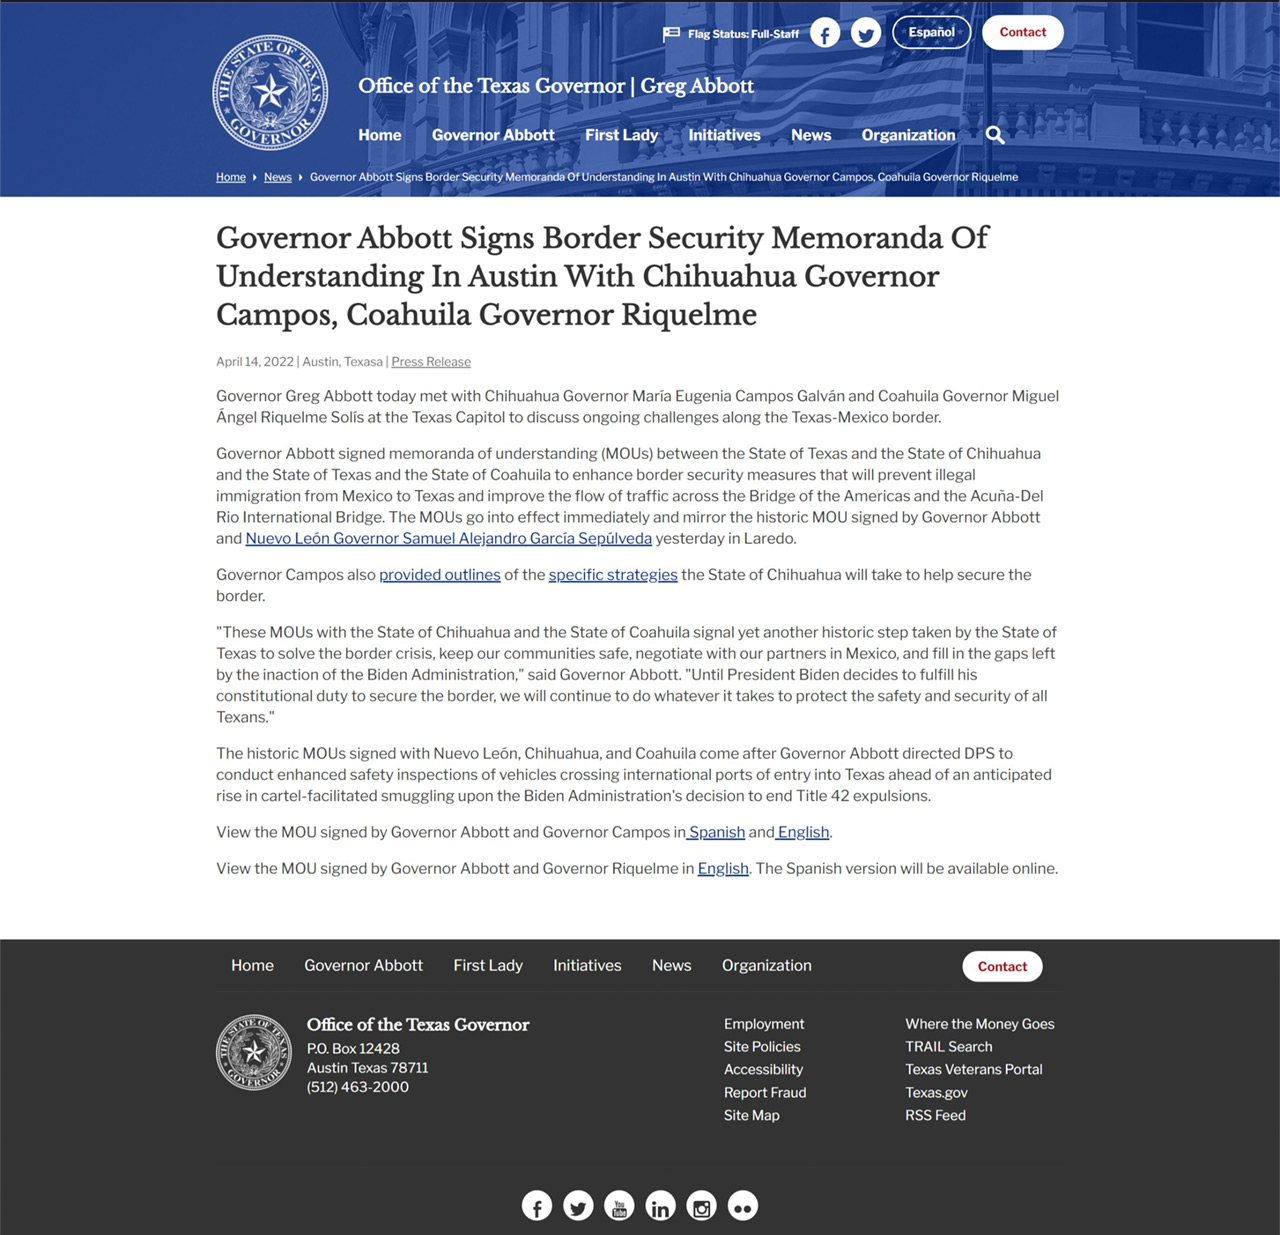 Flag Status: Full-Staff
Español
Contact
THE STATE OF TEXAS
GOVERNOR
Office of the Texas Governor | Greg Abbott
Home Governor Abbott First Lady Initiatives News Organization
Home News Governor Abbott Signs Border Security Memoranda Of Understanding In Austin With Chihuahua Governor Campos, Coahuila Governor Riquelme
Governor Abbott Signs Border Security Memoranda Of
Understanding In Austin With Chihuahua Governor
Campos, Coahuila Governor Riquelme
April 14, 2022 | Austin, Texasa | Press Release
Governor Greg Abbott today met with Chihuahua Governor María Eugenia Campos Galván and Coahuila Governor Miguel
Ángel Riquelme Solís at the Texas Capitol to discuss ongoing challenges along the Texas-Mexico border.
Governor Abbott signed memoranda of understanding (MOUs) between the State of Texas and the State of Chihuahua
and the State of Texas and the State of Coahuila to enhance border security measures that will prevent illegal
immigration from Mexico to Texas and improve the flow of traffic across the Bridge of the Americas and the Acuña-Del
Rio International Bridge. The MOUs go into effect immediately and mirror the historic MOU signed by Governor Abbott
and Nuevo León Governor Samuel Alejandro García Sepúlveda yesterday in Laredo.
Governor Campos also provided outlines of the specific strategies the State of Chihuahua will take to help secure the
border.
"These MOUs with the State of Chihuahua and the State of Coahuila signal yet another historic step taken by the State of
Texas to solve the border crisis, keep our communities safe, negotiate with our partners in Mexico, and fill in the gaps left
by the inaction of the Biden Administration," said Governor Abbott. "Until President Biden decides to fulfill his
constitutional duty to secure the border, we will continue to do whatever it takes to protect the safety and security of all
Texans."
The historic MOUs signed with Nuevo León, Chihuahua, and Coahuila come after Governor Abbott directed DPS to
conduct enhanced safety inspections of vehicles crossing international ports of entry into Texas ahead of an anticipated
rise in cartel-facilitated smuggling upon the Biden Administration's decision to end Title 42 expulsions.
View the MOU signed by Governor Abbott and Governor Campos in Spanish and English.
View the MOU signed by Governor Abbott and Governor Riquelme in English. The Spanish version will be available online.
Home Governor Abbott First Lady Initiatives News Organization
Contact
THE STATE OF TEXAS
GOVERNOR
Office of the Texas Governor
P.O. Box 12428
Austin Texas 78711
(512) 463-2000
Employment
Site Policies
Accessibility
Report Fraud
Site Map
Where the Money Goes
TRAIL Search
Texas Veterans Portal
Texas.gov
RSS Feed
You
Tube